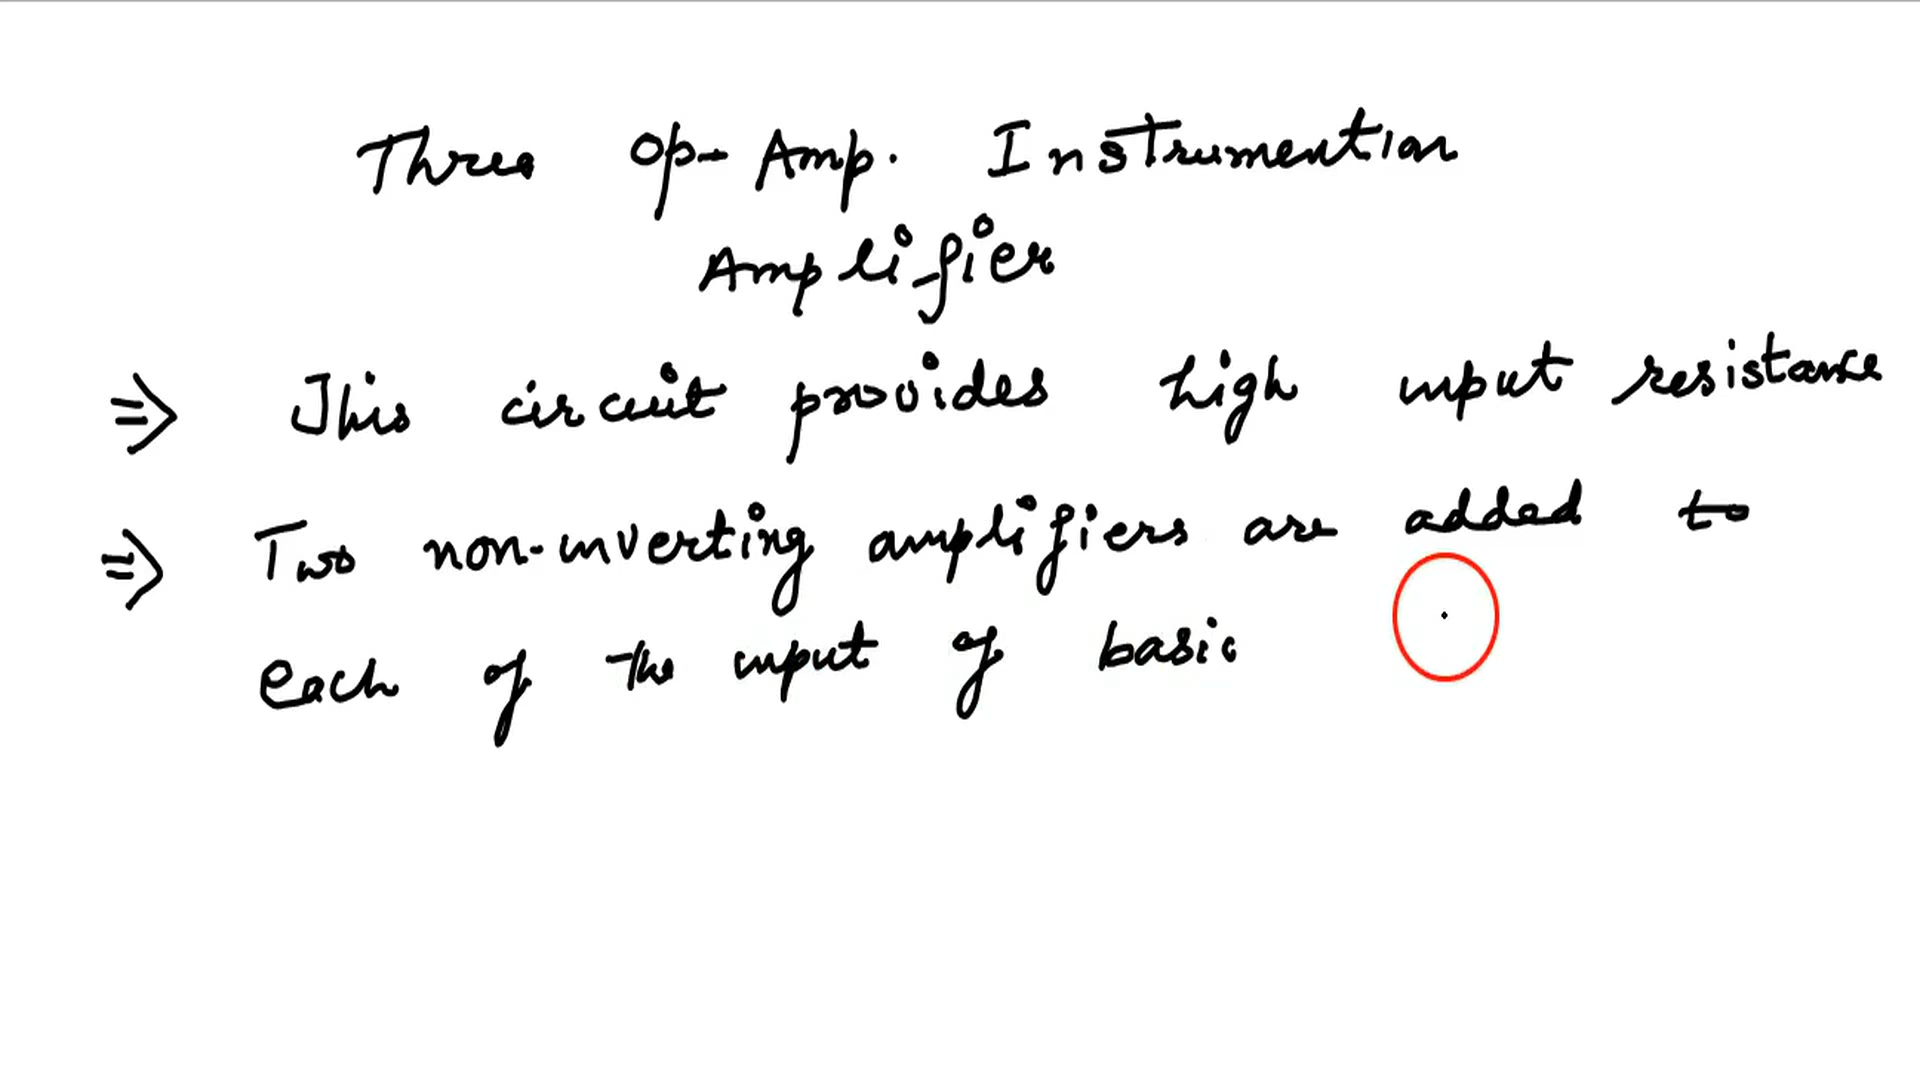 Three Op-Amp. Instrumention
Amplifier
⇒ This circuit provides high input resistance
⇒ Two non-inverting amplifiers are added to
each of the input of basic